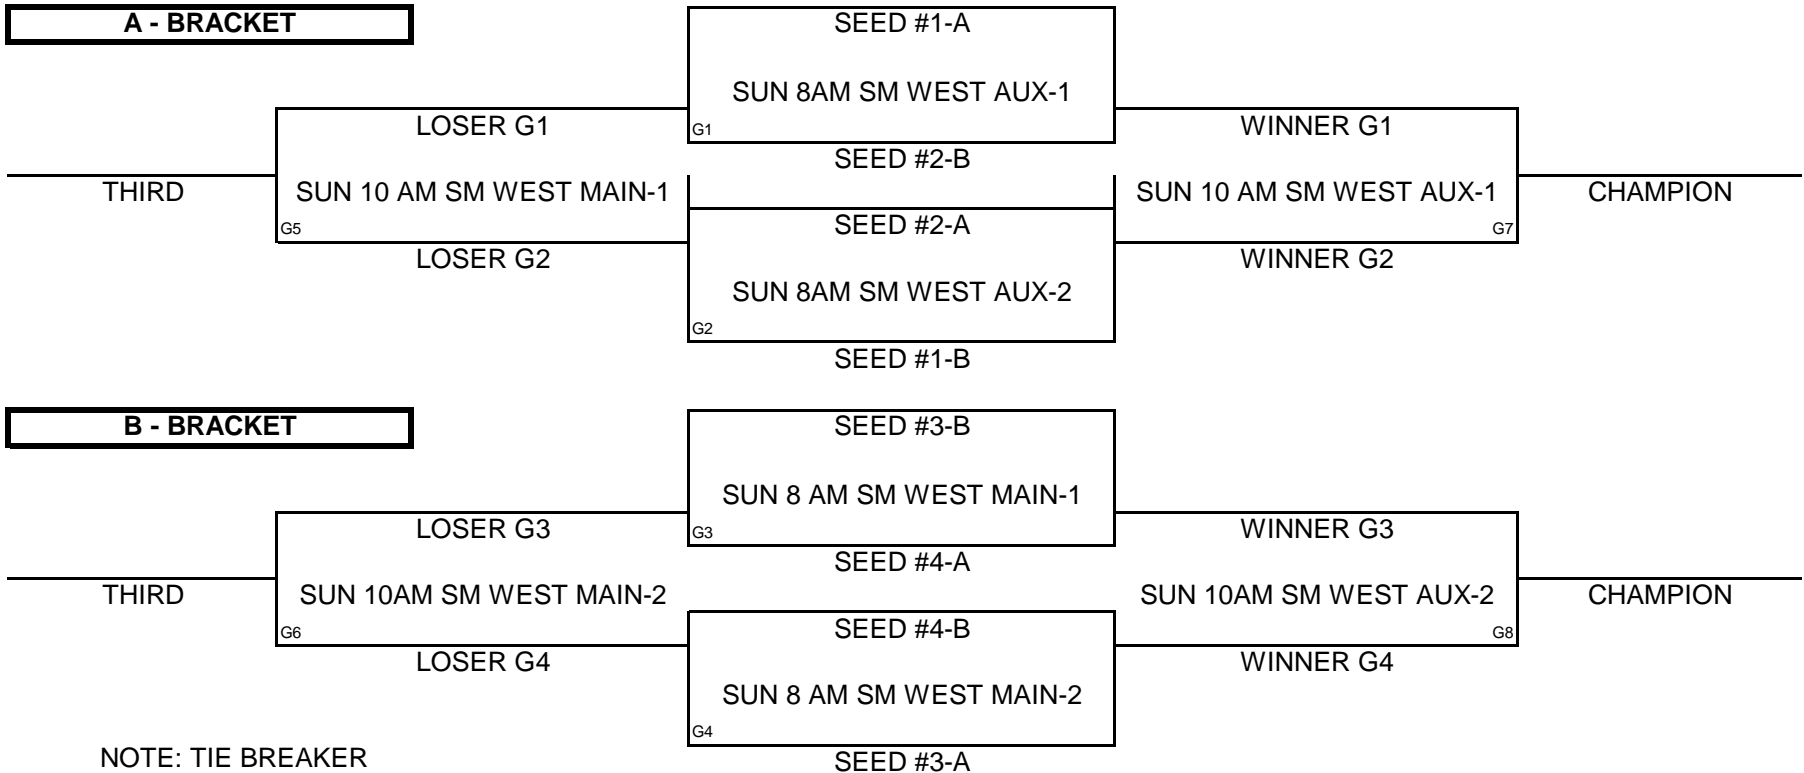 A - BRACKET
SEED #1-A
SUN 8AM SM WEST AUX-1
LOSER G1
G1
WINNER G1
SEED #2-B
THIRD
SUN 10 AM SM WEST MAIN-1
SUN 10 AM SM WEST AUX-1
CHAMPION
G5
SEED #2-A
G7
LOSER G2
WINNER G2
SUN 8AM SM WEST AUX-2
G2
SEED #1-B
B - BRACKET
SEED #3-B
SUN 8 AM SM WEST MAIN-1
LOSER G3
G3
WINNER G3
SEED #4-A
THIRD
SUN 10AM SM WEST MAIN-2
SUN 10AM SM WEST AUX-2
CHAMPION
G6
SEED #4-B
G8
LOSER G4
WINNER G4
SUN 8 AM SM WEST MAIN-2
G4
NOTE: TIE BREAKER
SEED #3-A